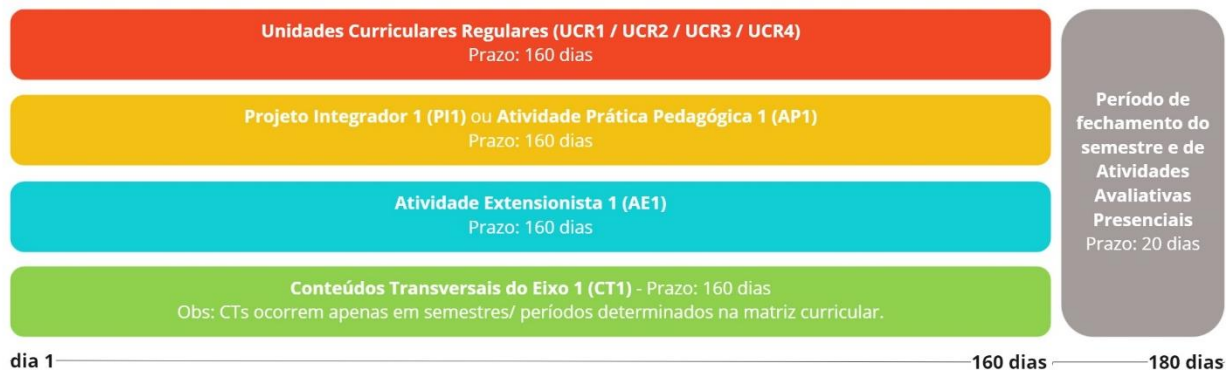 Unidades Curriculares Regulares (UCR1 / UCR2 / UCR3 / UCR4)
Prazo: 160 dias
Projeto Integrador 1 (PI1) ou Atividade Prática Pedagógica 1 (AP1)
Prazo: 160 dias
Atividade Extensionista 1 (AE1)
Prazo: 160 dias
Conteúdos Transversais do Eixo 1 (CT1) - Prazo: 160 dias
Obs: CTs ocorrem apenas em semestres/ períodos determinados na matriz curricular.
Período de
fechamento do
semestre e de
Atividades
Avaliativas
Presenciais
Prazo: 20 dias
dia 1
160 dias
180 dias